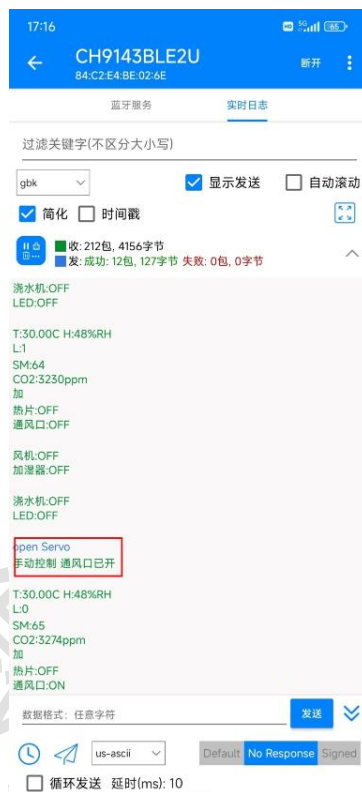 17:16
HD 5G 65
CH9143BLE2U
84:C2:E4:BE:02:6E
断开
蓝牙服务 实时日志
过滤关键字(不区分大小写)
gbk 显示发送 自动滚动
简化 时间戳
收: 212包, 4156字节
发: 成功: 12包, 127字节 失败: 0包, 0字节
浇水机:OFF
LED:OFF
T:30.00C H:48%RH
L:1
SM:64
CO2:3230ppm
加
热片:OFF
通风口:OFF
风机:OFF
加湿器:OFF
浇水机:OFF
LED:OFF
open Servo
手动控制 通风口已开
T:30.00C H:48%RH
L:0
SM:65
CO2:3274ppm
加
热片:OFF
通风口:ON
数据格式: 任意字符 发送
us-ascii Default No Response Signed
循环发送 延时(ms): 10